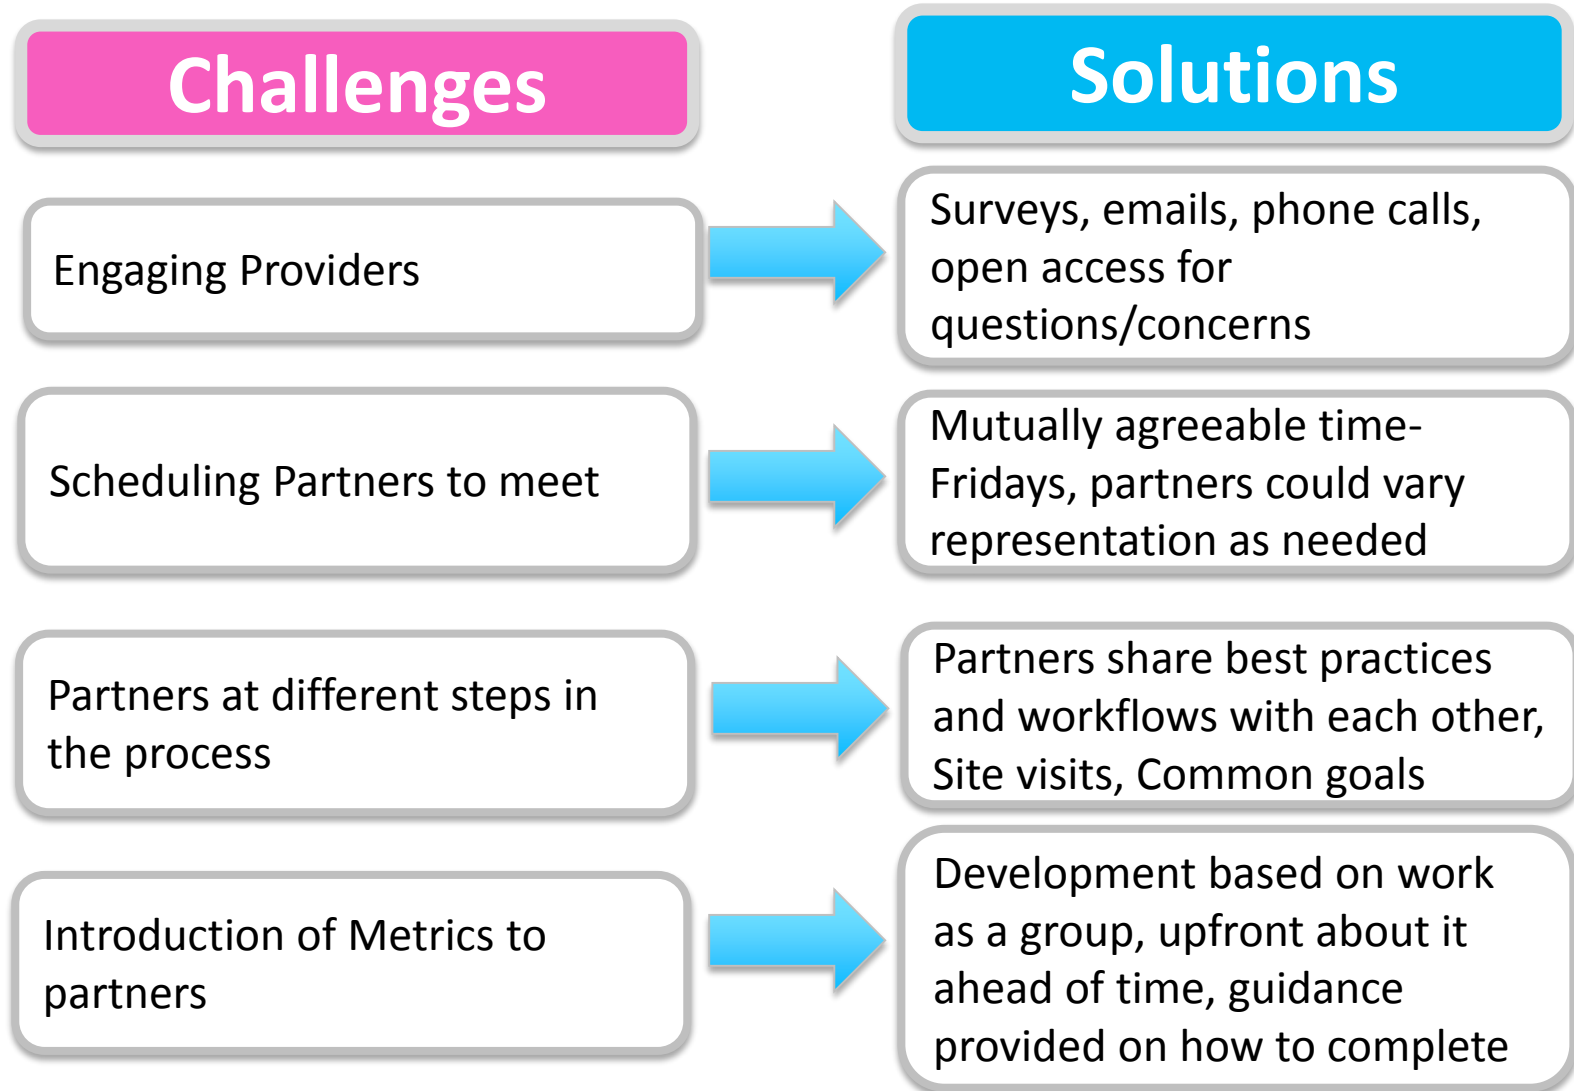 Challenges
Solutions
Engaging Providers
Surveys, emails, phone calls,
open access for
questions/concerns
Scheduling Partners to meet
Mutually agreeable time-
Fridays, partners could vary
representation as needed
Partners at different steps in
the process
Partners share best practices
and workflows with each other,
Site visits, Common goals
Introduction of Metrics to
partners
Development based on work
as a group, upfront about it
ahead of time, guidance
provided on how to complete